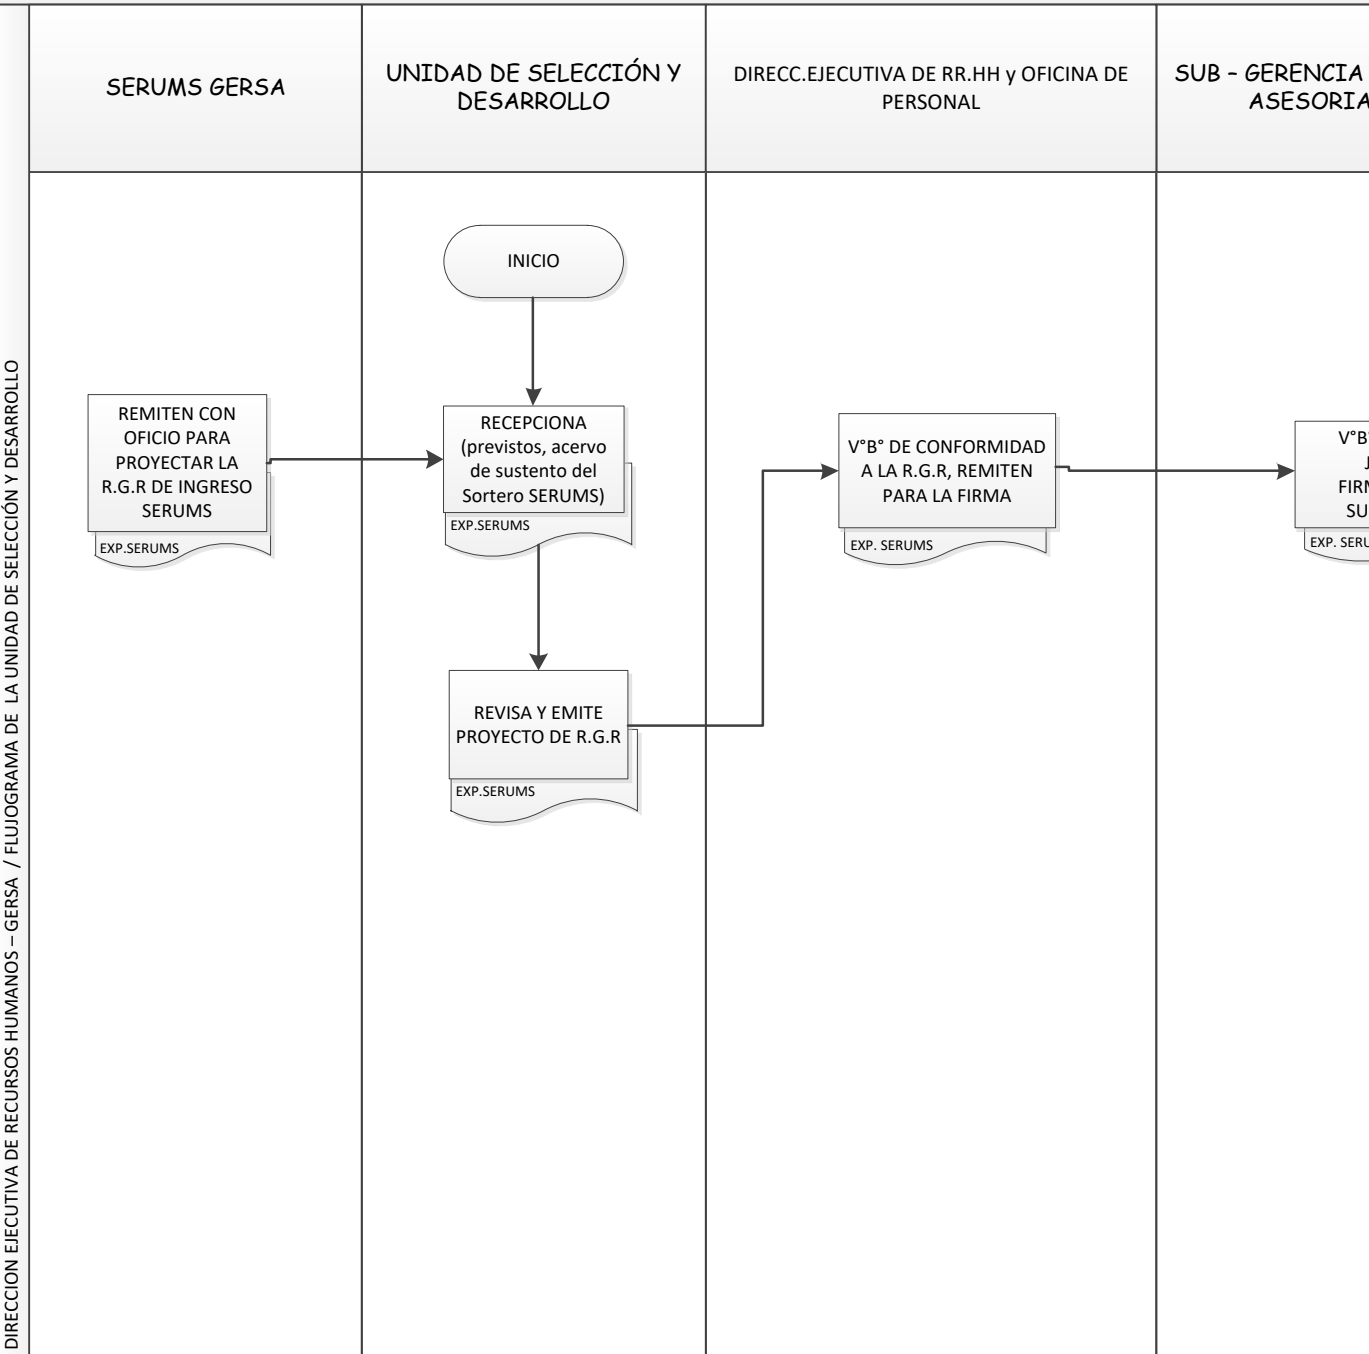 DIRECCION EJECUTIVA DE RECURSOS HUMANOS – GERSA / FLUJOGRAMA DE LA UNIDAD DE SELECCIÓN Y DESARROLLO
SERUMS GERSA
UNIDAD DE SELECCIÓN Y
DESARROLLO
DIRECC.EJECUTIVA DE RR.HH y OFICINA DE
PERSONAL
SUB – GERENCIA
ASESORIA
INICIO
REMITEN CON
OFICIO PARA
PROYECTAR LA
R.G.R DE INGRESO
SERUMS
EXP.SERUMS
RECEPCIONA
(previstos, acervo
de sustento del
Sortero SERUMS)
EXP.SERUMS
V°B° DE CONFORMIDAD
A LA R.G.R, REMITEN
PARA LA FIRMA
EXP. SERUMS
EXP.
REVISA Y EMITE
PROYECTO DE R.G.R
EXP.SERUMS